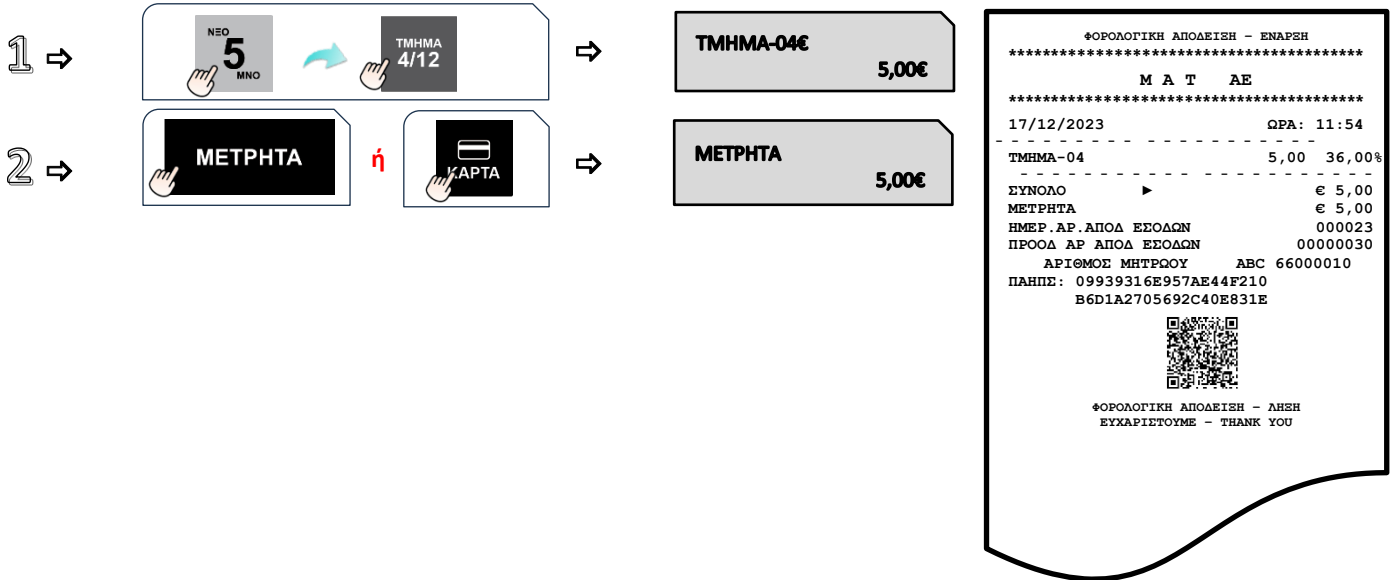 1 ⇨
ΝΞΟ
5
ΜΝΟ
ΤΜΗΜΑ
4/12
⇨
ΤΜΗΜΑ-04€
5,00€
2 ⇨
ΜΕΤΡΗΤΑ
ή
ΚΑΡΤΑ
⇨
ΜΕΤΡΗΤΑ
5,00€
ΦΟΡΟΛΟΓΙΚΗ ΑΠΟΔΕΙΞΗ – ΕΝΑΡΞΗ
******************************************
Μ Α Τ ΑΕ
******************************************
17/12/2023 ΩΡΑ: 11:54
- - - - - - - - - - - - - - - - - - - -
ΤΜΗΜΑ-04 5,00 36,00%
- - - - - - - - - - - - - - - - - - - -
ΣΥΝΟΛΟ ► € 5,00
ΜΕΤΡΗΤΑ € 5,00
ΗΜΕΡ.ΑΡ.ΑΠΟΔ ΕΣΟΔΩΝ 000023
ΠΡΟΟΔ ΑΡ ΑΠΟΔ ΕΣΟΔΩΝ 00000030
ΑΡΙΘΜΟΣ ΜΗΤΡΩΟΥ ABC 66000010
ΠΑΗΠΣ: 09939316E957AE44F210
B6D1A2705692C40E831E
ΦΟΡΟΛΟΓΙΚΗ ΑΠΟΔΕΙΞΗ – ΛΗΞΗ
ΕΥΧΑΡΙΣΤΟΥΜΕ – THANK YOU